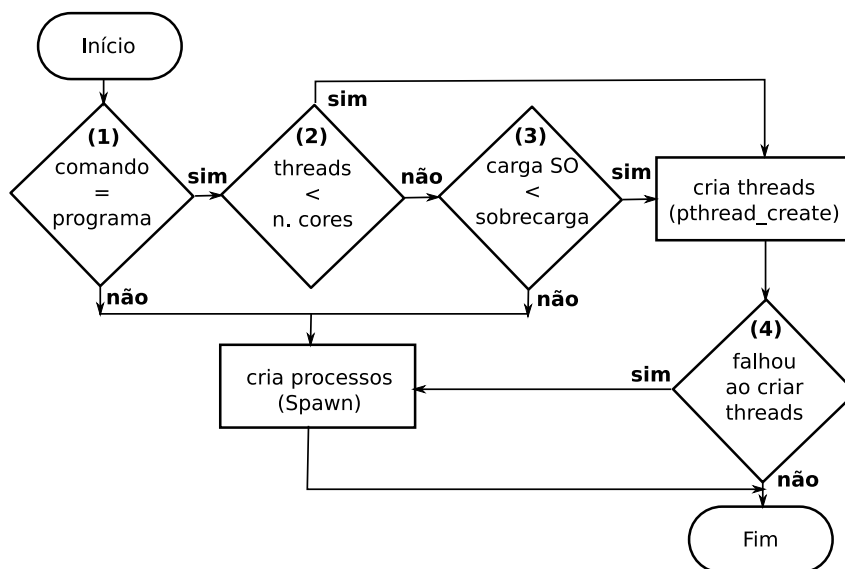 Início
(1)
comando
=
programa
sim
não
(2)
threads
<
n. cores
sim
não
(3)
carga SO
<
sobrecarga
sim
não
cria threads
(pthread_create)
(4)
falhou
ao criar
threads
sim
não
cria processos
(Spawn)
Fim